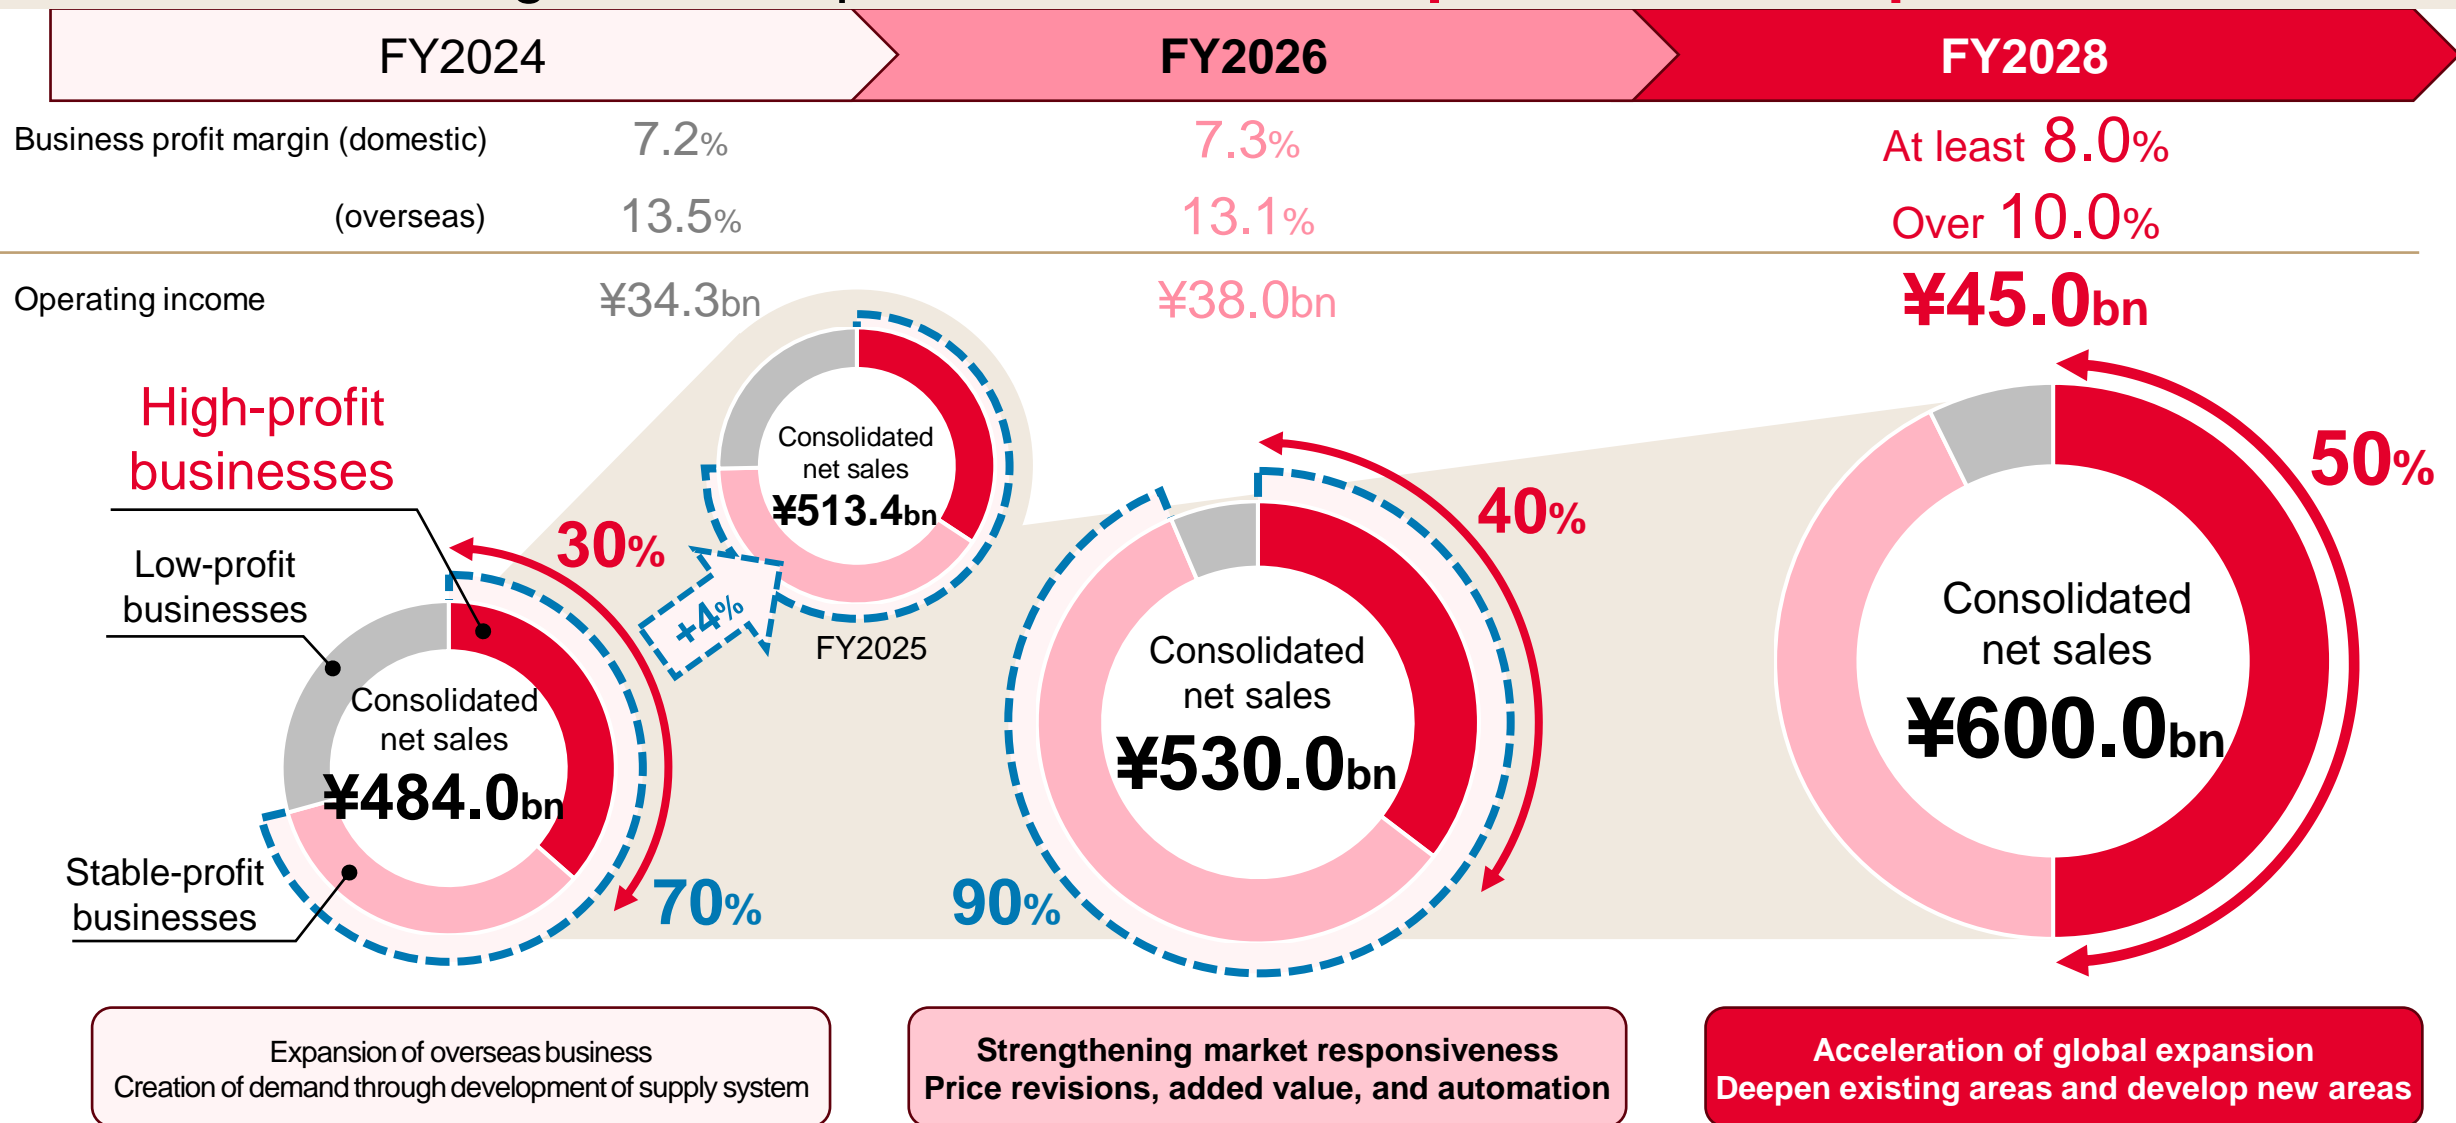 FY2024
FY2026
FY2028
Business profit margin (domestic)
7.2%
7.3%
At least 8.0%
(overseas)
13.5%
13.1%
Over 10.0%
Operating income
¥34.3bn
¥38.0bn
¥45.0bn
High-profit
businesses
Low-profit
businesses
Stable-profit
businesses
30%
Consolidated
net sales
¥484.0bn
70%
+4%
Consolidated
net sales
¥513.4bn
FY2025
40%
Consolidated
net sales
¥530.0bn
90%
50%
Consolidated
net sales
¥600.0bn
Expansion of overseas business
Creation of demand through development of supply system
Strengthening market responsiveness
Price revisions, added value, and automation
Acceleration of global expansion
Deepen existing areas and develop new areas